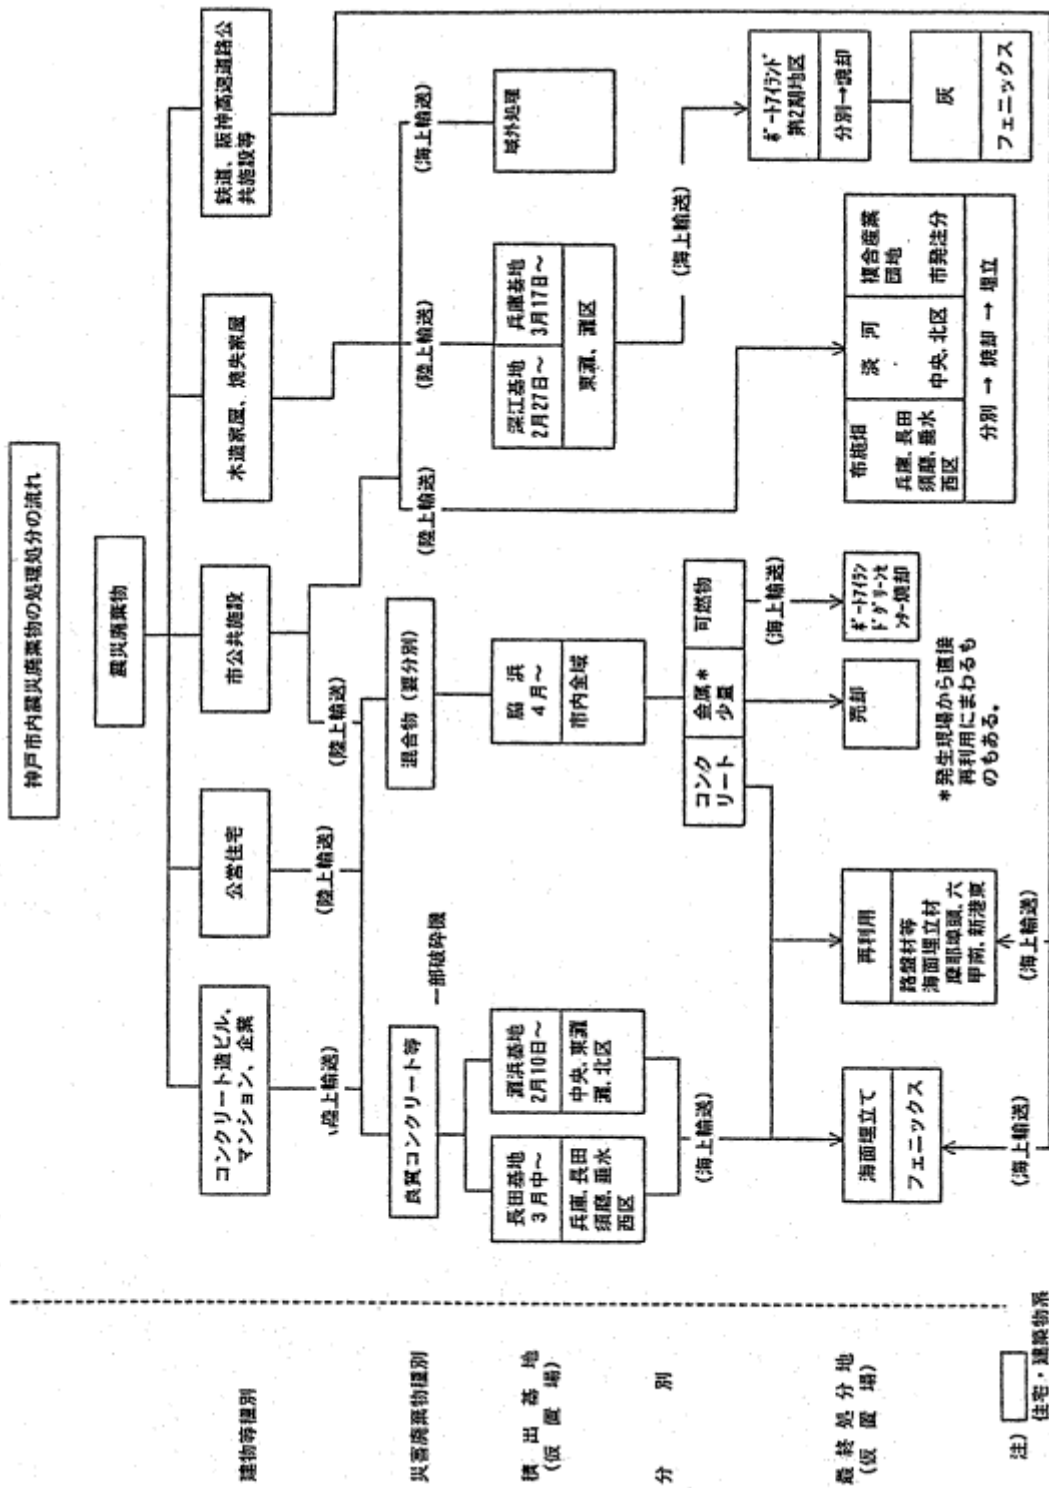 神戸市内震災廃棄物の処理処分の流れ
震災廃棄物
建物等種別
コンクリート造ビル、
マンション、企業
公営住宅
市公共施設
木造家屋、焼失家屋
鉄道、阪神高速道路公
共施設等
(陸上輸送)
(陸上輸送)
(陸上輸送)
(陸上輸送)
(陸上輸送)
(海上輸送)
災害廃棄物種別
良質コンクリート等
一部破砕機
混合物(要分別)
積出基地
(仮置場)
長田基地
3月中~
兵庫、長田
須磨、垂水
西区
灘浜基地
2月10日~
中央、東灘
灘、北区
脇浜
4月~
市内全域
深江基地
2月27日~
兵庫基地
3月17日~
東灘、灘区
域外処理
分別
(海上輸送)
コンク
リート
金属*
少量
可燃物
(海上輸送)
(海上輸送)
最終処分地
(仮置場)
海面埋立て
フェニックス
再利用
路盤材等
海面埋立材
摩耶埠頭、六
甲南、新港東
売却
ポートアイラン
ドグリーンセ
ンター焼却
布施畑
兵庫、長田
須磨、垂水
西区
淡河
中央、北区
複合産業
団地
市発注分
分別→焼却→埋立
ポートアイランド
第2期地区
分別→焼却
灰
フェニックス
*発生現場から直接
再利用にまわるも
のもある。
(海上輸送)
(海上輸送)
注)
住宅・建築物系